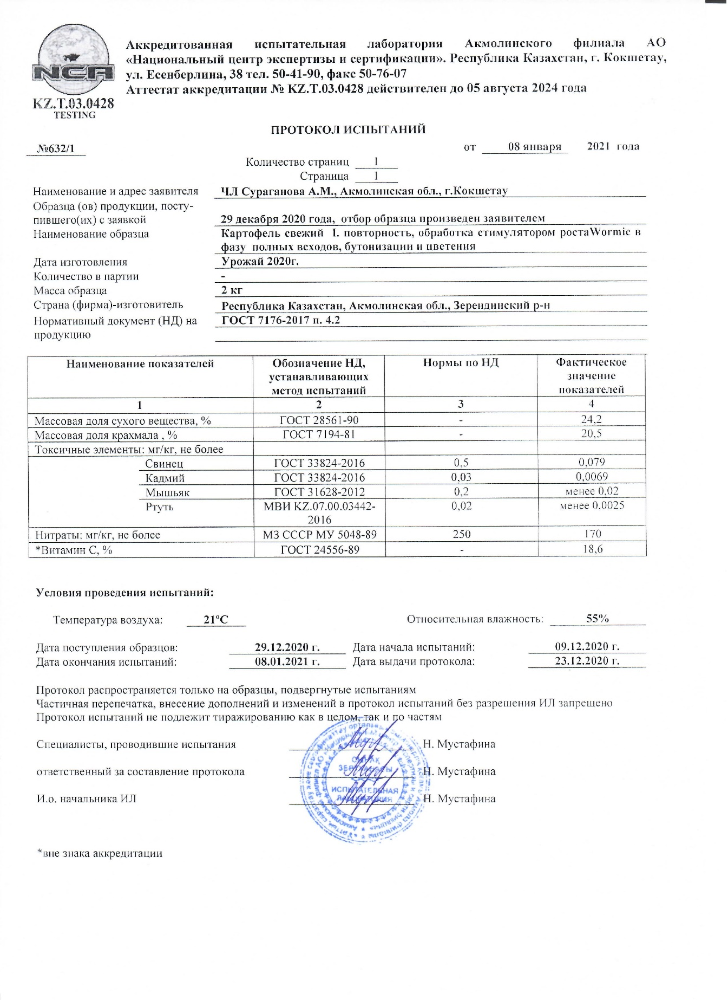 NCA
KZ.T.03.0428
TESTING
Аккредитованная испытательная лаборатория Акмолинского филиала АО
«Национальный центр экспертизы и сертификации». Республика Казахстан, г. Кокшетау,
ул. Есенберлина, 38 тел. 50-41-90, факс 50-76-07
Аттестат аккредитации № KZ.T.03.0428 действителен до 05 августа 2024 года
ПРОТОКОЛ ИСПЫТАНИЙ
№632/1 от 08 января 2021 года
Количество страниц 1
Страница 1
Наименование и адрес заявителя ЧЛ Сураганова А.М., Акмолинская обл., г.Кокшетау
Образца (ов) продукции, посту-
пившего(их) с заявкой 29 декабря 2020 года, отбор образца произведен заявителем
Наименование образца Картофель свежий I. повторность, обработка стимулятором ростаWormic в
фазу полных всходов, бутонизации и цветения
Дата изготовления Урожай 2020г.
Количество в партии -
Масса образца 2 кг
Страна (фирма)-изготовитель Республика Казахстан, Акмолинская обл., Зерендинский р-н
Нормативный документ (НД) на ГОСТ 7176-2017 п. 4.2
продукцию
Наименование показателей Обозначение НД, Нормы по НД Фактическое
устанавливающих значение
метод испытаний показателей
1 2 3 4
Массовая доля сухого вещества, % ГОСТ 28561-90 - 24,2
Массовая доля крахмала , % ГОСТ 7194-81 - 20,5
Токсичные элементы: мг/кг, не более
Свинец ГОСТ 33824-2016 0,5 0,079
Кадмий ГОСТ 33824-2016 0,03 0,0069
Мышьяк ГОСТ 31628-2012 0,2 менее 0,02
Ртуть МВИ KZ.07.00.03442- 0,02 менее 0.0025
2016
Нитраты: мг/кг, не более МЗ СССР МУ 5048-89 250 170
*Витамин С, % ГОСТ 24556-89 - 18,6
Условия проведения испытаний:
Температура воздуха: 21ºС Относительная влажность: 55%
Дата поступления образцов: 29.12.2020 г. Дата начала испытаний: 09.12.2020 г.
Дата окончания испытаний: 08.01.2021 г. Дата выдачи протокола: 23.12.2020 г.
Протокол распространяется только на образцы, подвергнутые испытаниям
Частичная перепечатка, внесение дополнений и изменений в протокол испытаний без разрешения ИЛ запрещено
Протокол испытаний не подлежит тиражированию как в целом, так и по частям
Специалисты, проводившие испытания Н. Мустафина
ответственный за составление протокола Н. Мустафина
И.о. начальника ИЛ Н. Мустафина
СЫНАҚ
ЗЕРТХАНАСЫ
ИСПЫТАТЕЛЬНАЯ
ЛАБОРАТОРИЯ
*вне знака аккредитации